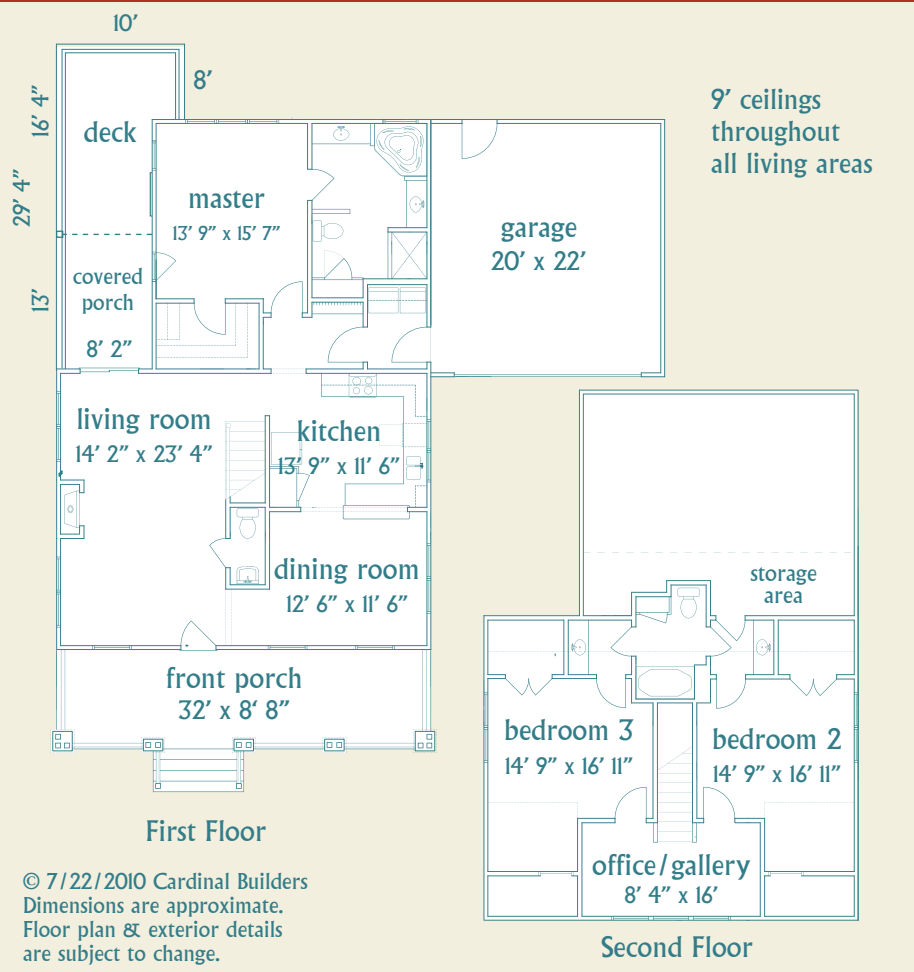 10’
8’
16’ 4”
29’ 4”
13’
deck
9’ ceilings
throughout
all living areas
master
13’ 9” x 15’ 7”
garage
20’ x 22’
covered
porch
8’ 2”
living room
14’ 2” x 23’ 4”
kitchen
13’ 9” x 11’ 6”
dining room
12’ 6” x 11’ 6”
front porch
32’ x 8‘ 8”
First Floor
storage
area
bedroom 3
14’ 9” x 16’ 11”
bedroom 2
14’ 9” x 16’ 11”
office/gallery
8’ 4” x 16’
Second Floor
© 7/22/2010 Cardinal Builders
Dimensions are approximate.
Floor plan & exterior details
are subject to change.